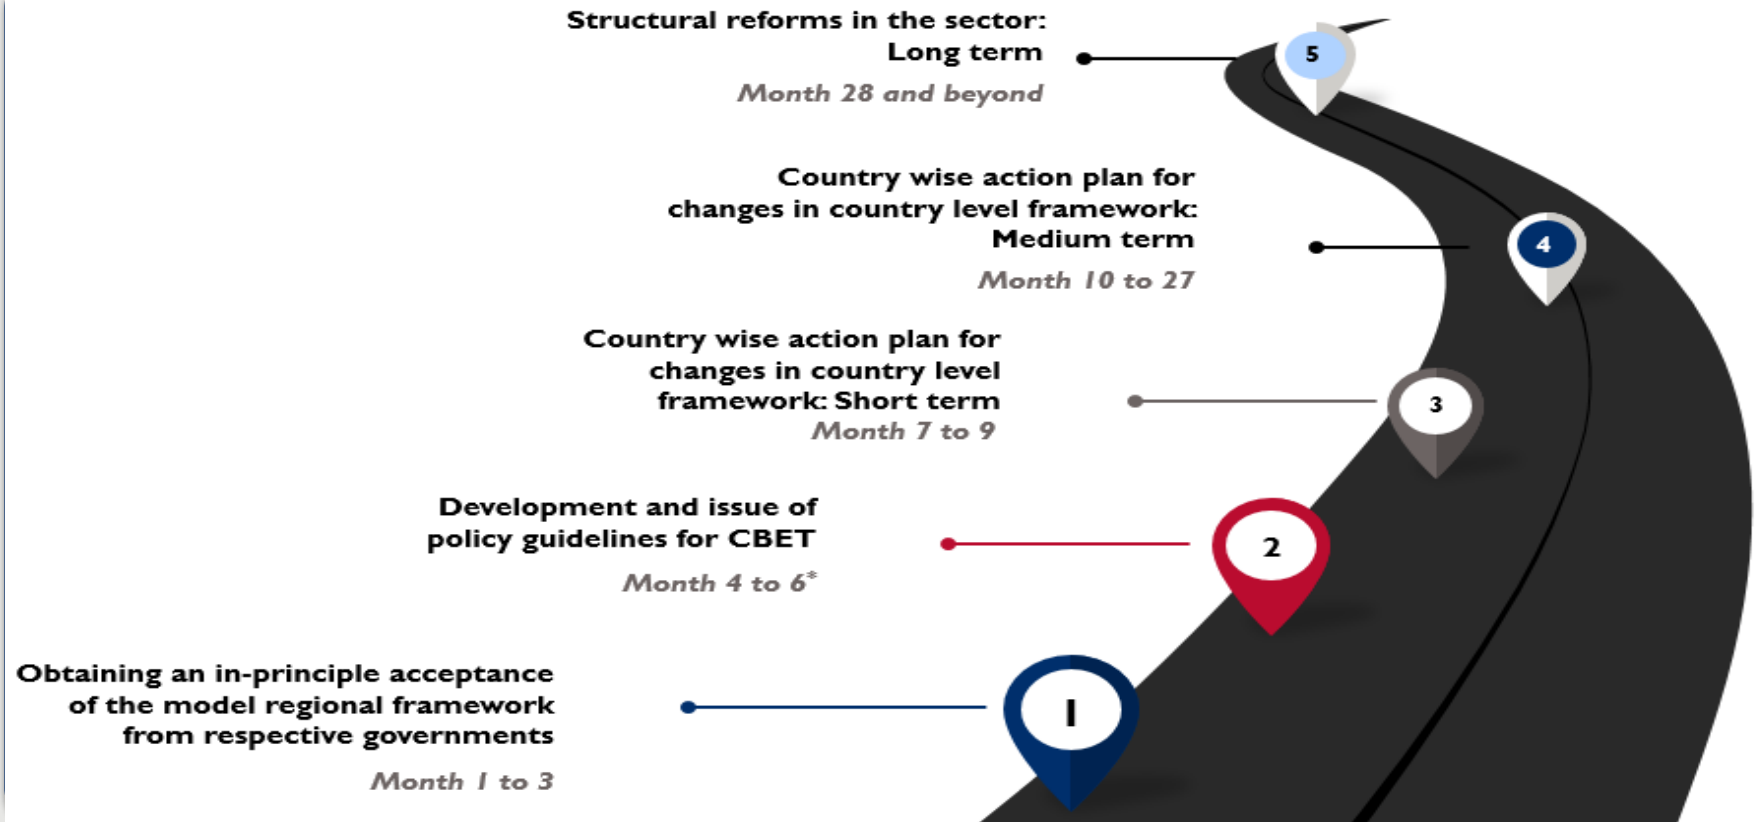 Structural reforms in the sector:
Long term
Month 28 and beyond
5
Country wise action plan for
changes in country level framework:
Medium term
Month 10 to 27
4
Country wise action plan for
changes in country level
framework: Short term
Month 7 to 9
3
Development and issue of
policy guidelines for CBET
Month 4 to 6*
2
Obtaining an in-principle acceptance
of the model regional framework
from respective governments
Month 1 to 3
1